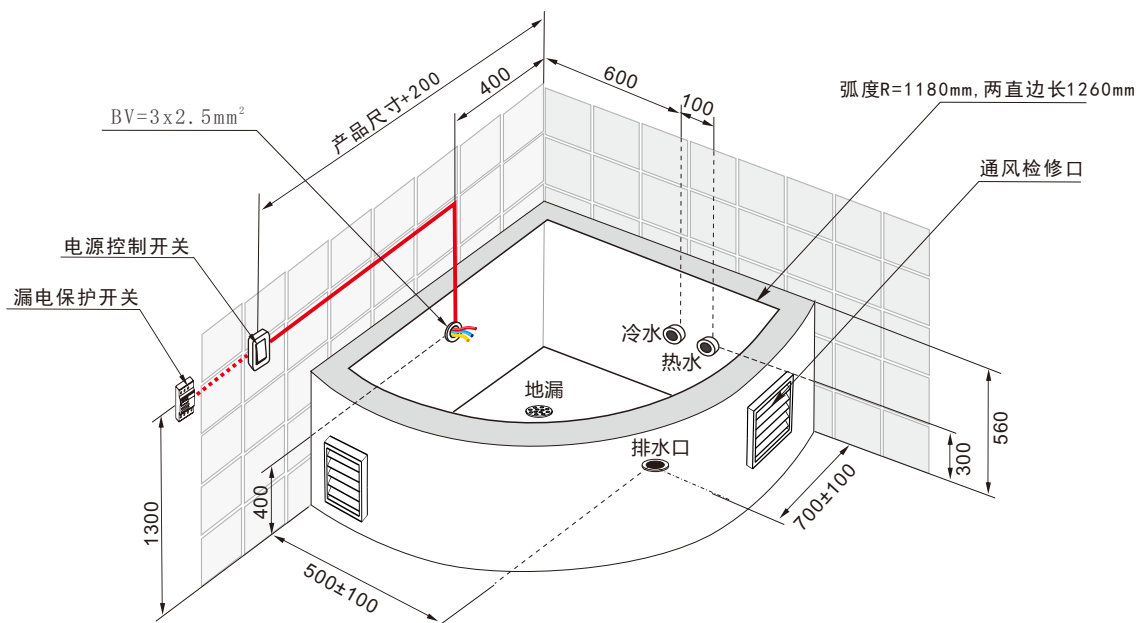 600
400
100
产品尺寸+200
弧度R=1180mm,两直边长1260mm
BV=3x2.5mm²
通风检修口
电源控制开关
漏电保护开关
冷水
热水
地漏
排水口
560
300
700±100
400
1300
500±100